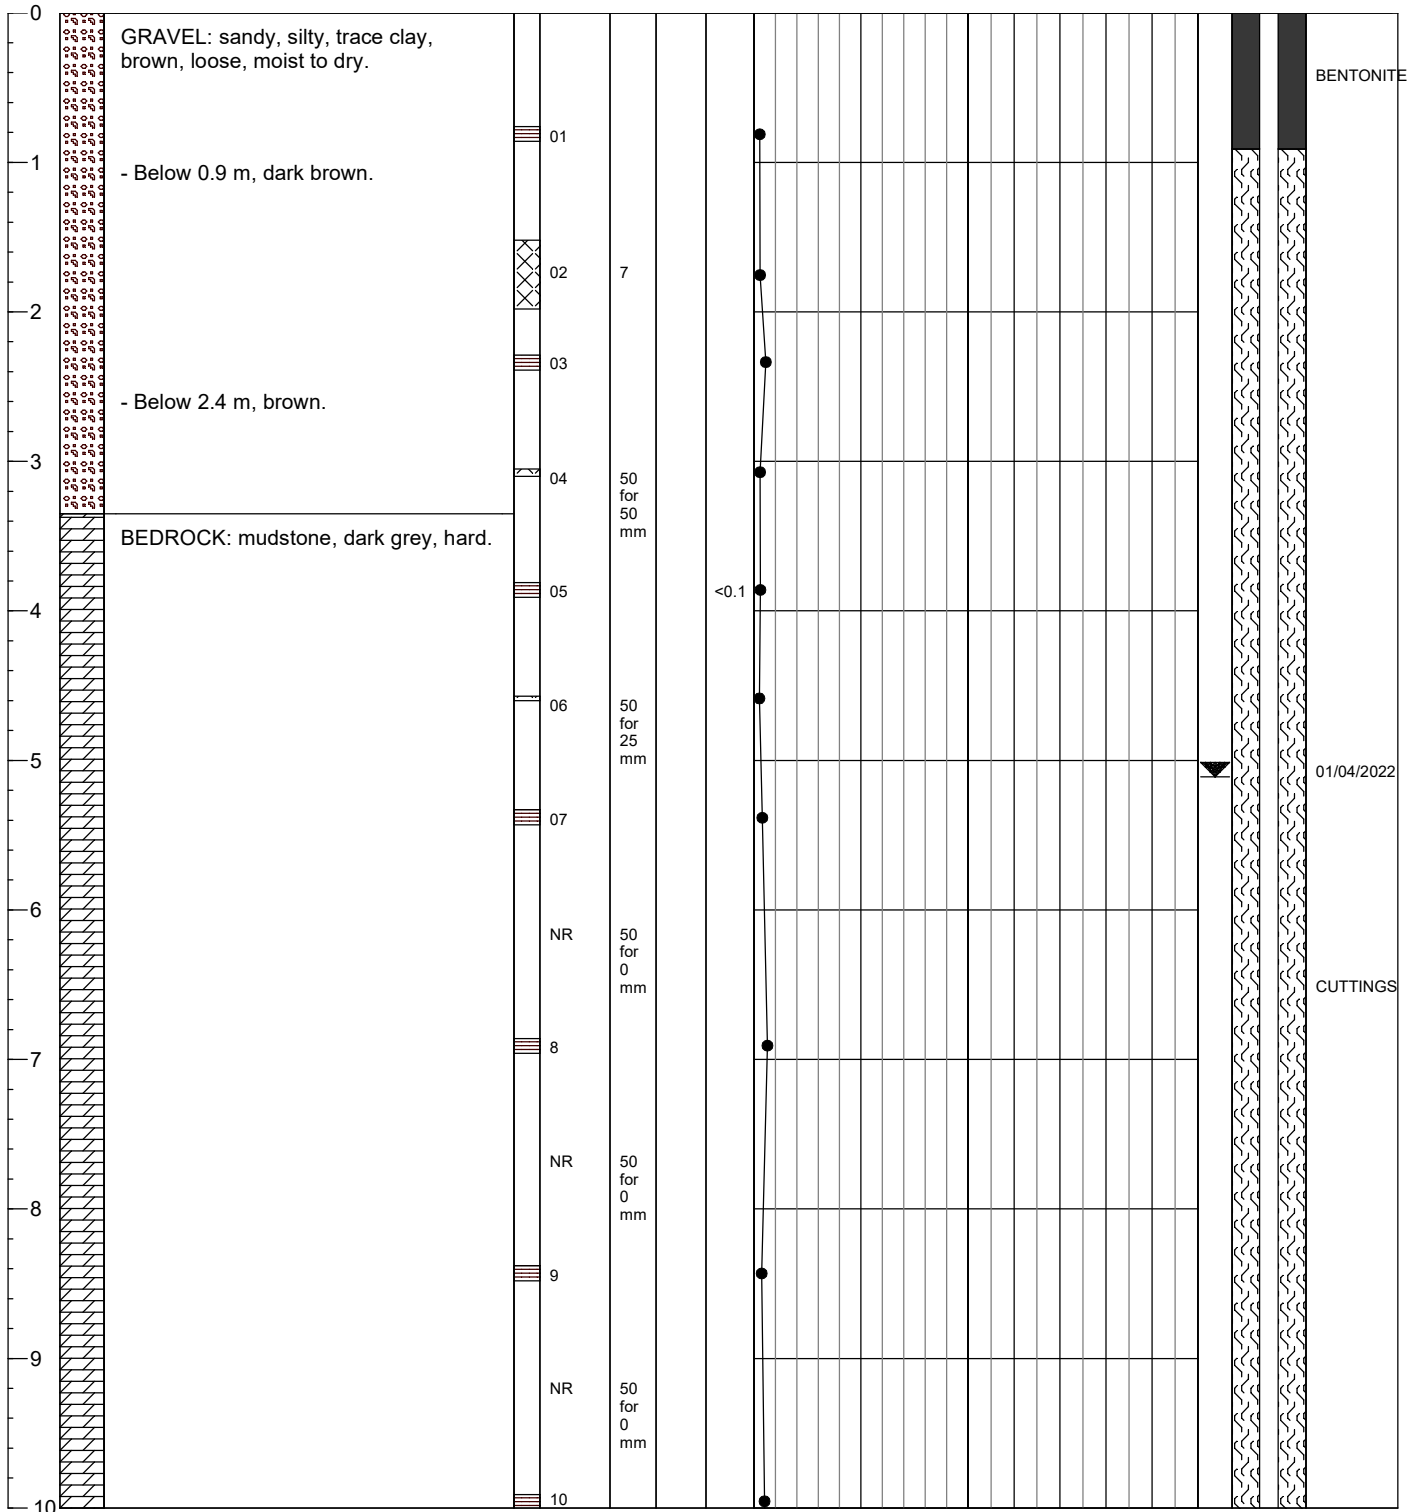 0
GRAVEL: sandy, silty, trace clay,
brown, loose, moist to dry.
BENTONITE
01
1
- Below 0.9 m, dark brown.
02 7
2
03
- Below 2.4 m, brown.
3
04 50
for
50
mm
BEDROCK: mudstone, dark grey, hard.
05 <0.1
4
06 50
for
25
mm
5
01/04/2022
07
6
NR 50
for
0
mm
CUTTINGS
8
7
NR 50
for
0
mm
8
9
9
NR 50
for
0
mm
10
10